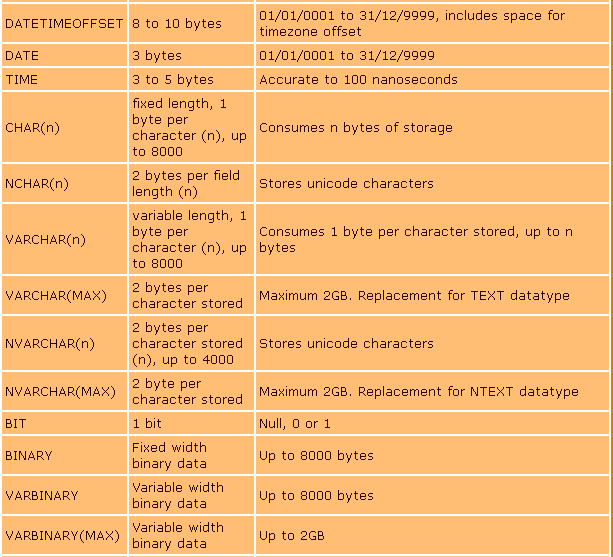 DATETIMEOFFSET 8 to 10 bytes 01/01/0001 to 31/12/9999, includes space for
timezone offset
DATE 3 bytes 01/01/0001 to 31/12/9999
TIME 3 to 5 bytes Accurate to 100 nanoseconds
CHAR(n)
fixed length, 1
byte per
character (n), up
to 8000
Consumes n bytes of storage
NCHAR(n)
2 bytes per field
length (n)
Stores unicode characters
VARCHAR(n)
variable length, 1
byte per
character (n), up
to 8000
Consumes 1 byte per character stored, up to n
bytes
VARCHAR(MAX)
2 bytes per
character stored
Maximum 2GB. Replacement for TEXT datatype
NVARCHAR(n)
2 bytes per
character stored
(n), up to 4000
Stores unicode characters
NVARCHAR(MAX)
2 byte per
character stored
Maximum 2GB. Replacement for NTEXT datatype
BIT 1 bit Null, 0 or 1
BINARY
Fixed width
binary data
Up to 8000 bytes
VARBINARY
Variable width
binary data
Up to 8000 bytes
VARBINARY(MAX)
Variable width
binary data
Up to 2GB